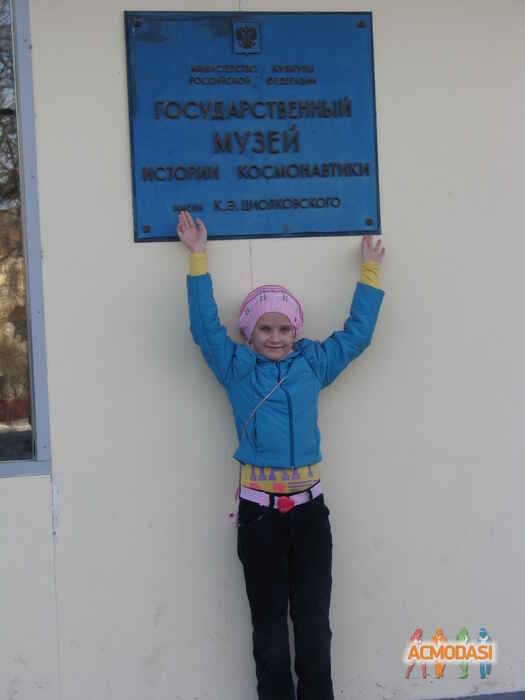 МИНИСТЕРСТВО КУЛЬТУРЫ
РОССИЙСКОЙ ФЕДЕРАЦИИ
ГОСУДАРСТВЕННЫЙ
МУЗЕЙ
ИСТОРИИ КОСМОНАВТИКИ
ИМЕНИ К.Э. ЦИОЛКОВСКОГО
ACMODASI